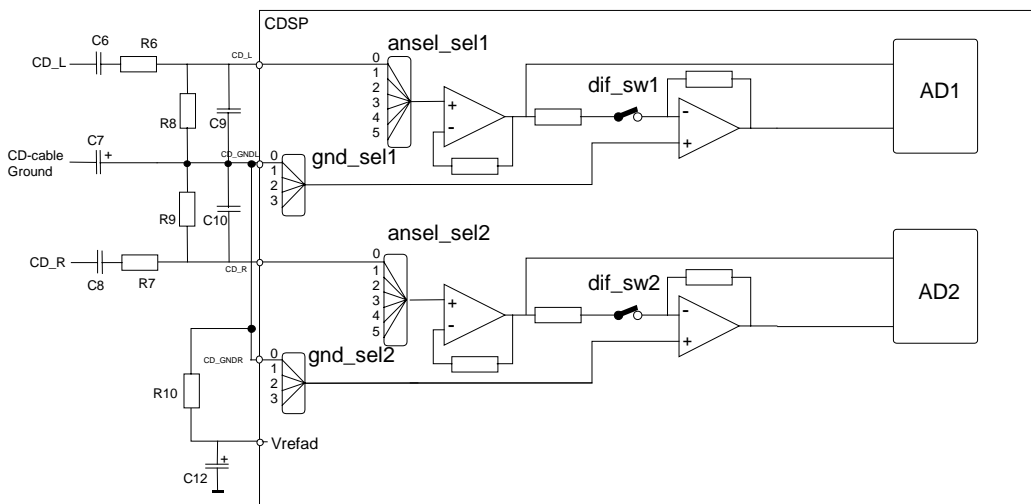 CDSP
C6
R6
CD_L
CD_L
ansel_sel1
0
1
2
3
4
5
+
-
dif_sw1
-
+
AD1
R8
C9
C7
+
CD-cable
Ground
CD_GNDL
0
1
2
3
gnd_sel1
R9
C10
CD_R
C8
R7
CD_R
ansel_sel2
0
1
2
3
4
5
+
-
dif_sw2
-
+
AD2
CD_GNDR
0
1
2
3
gnd_sel2
R10
Vrefad
+
C12